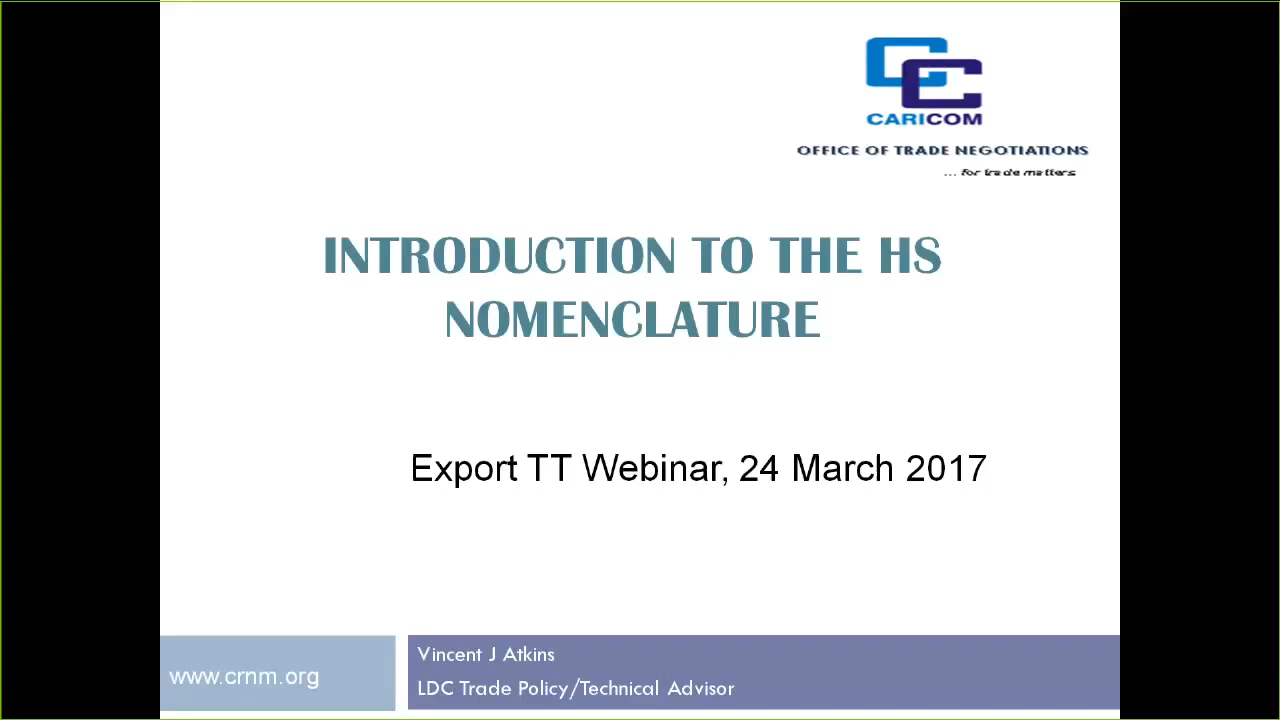 CARICOM
OFFICE OF TRADE NEGOTIATIONS
... for trade matters
INTRODUCTION TO THE HS
NOMENCLATURE
Export TT Webinar, 24 March 2017
www.crnm.org
Vincent J Atkins
LDC Trade Policy/Technical Advisor